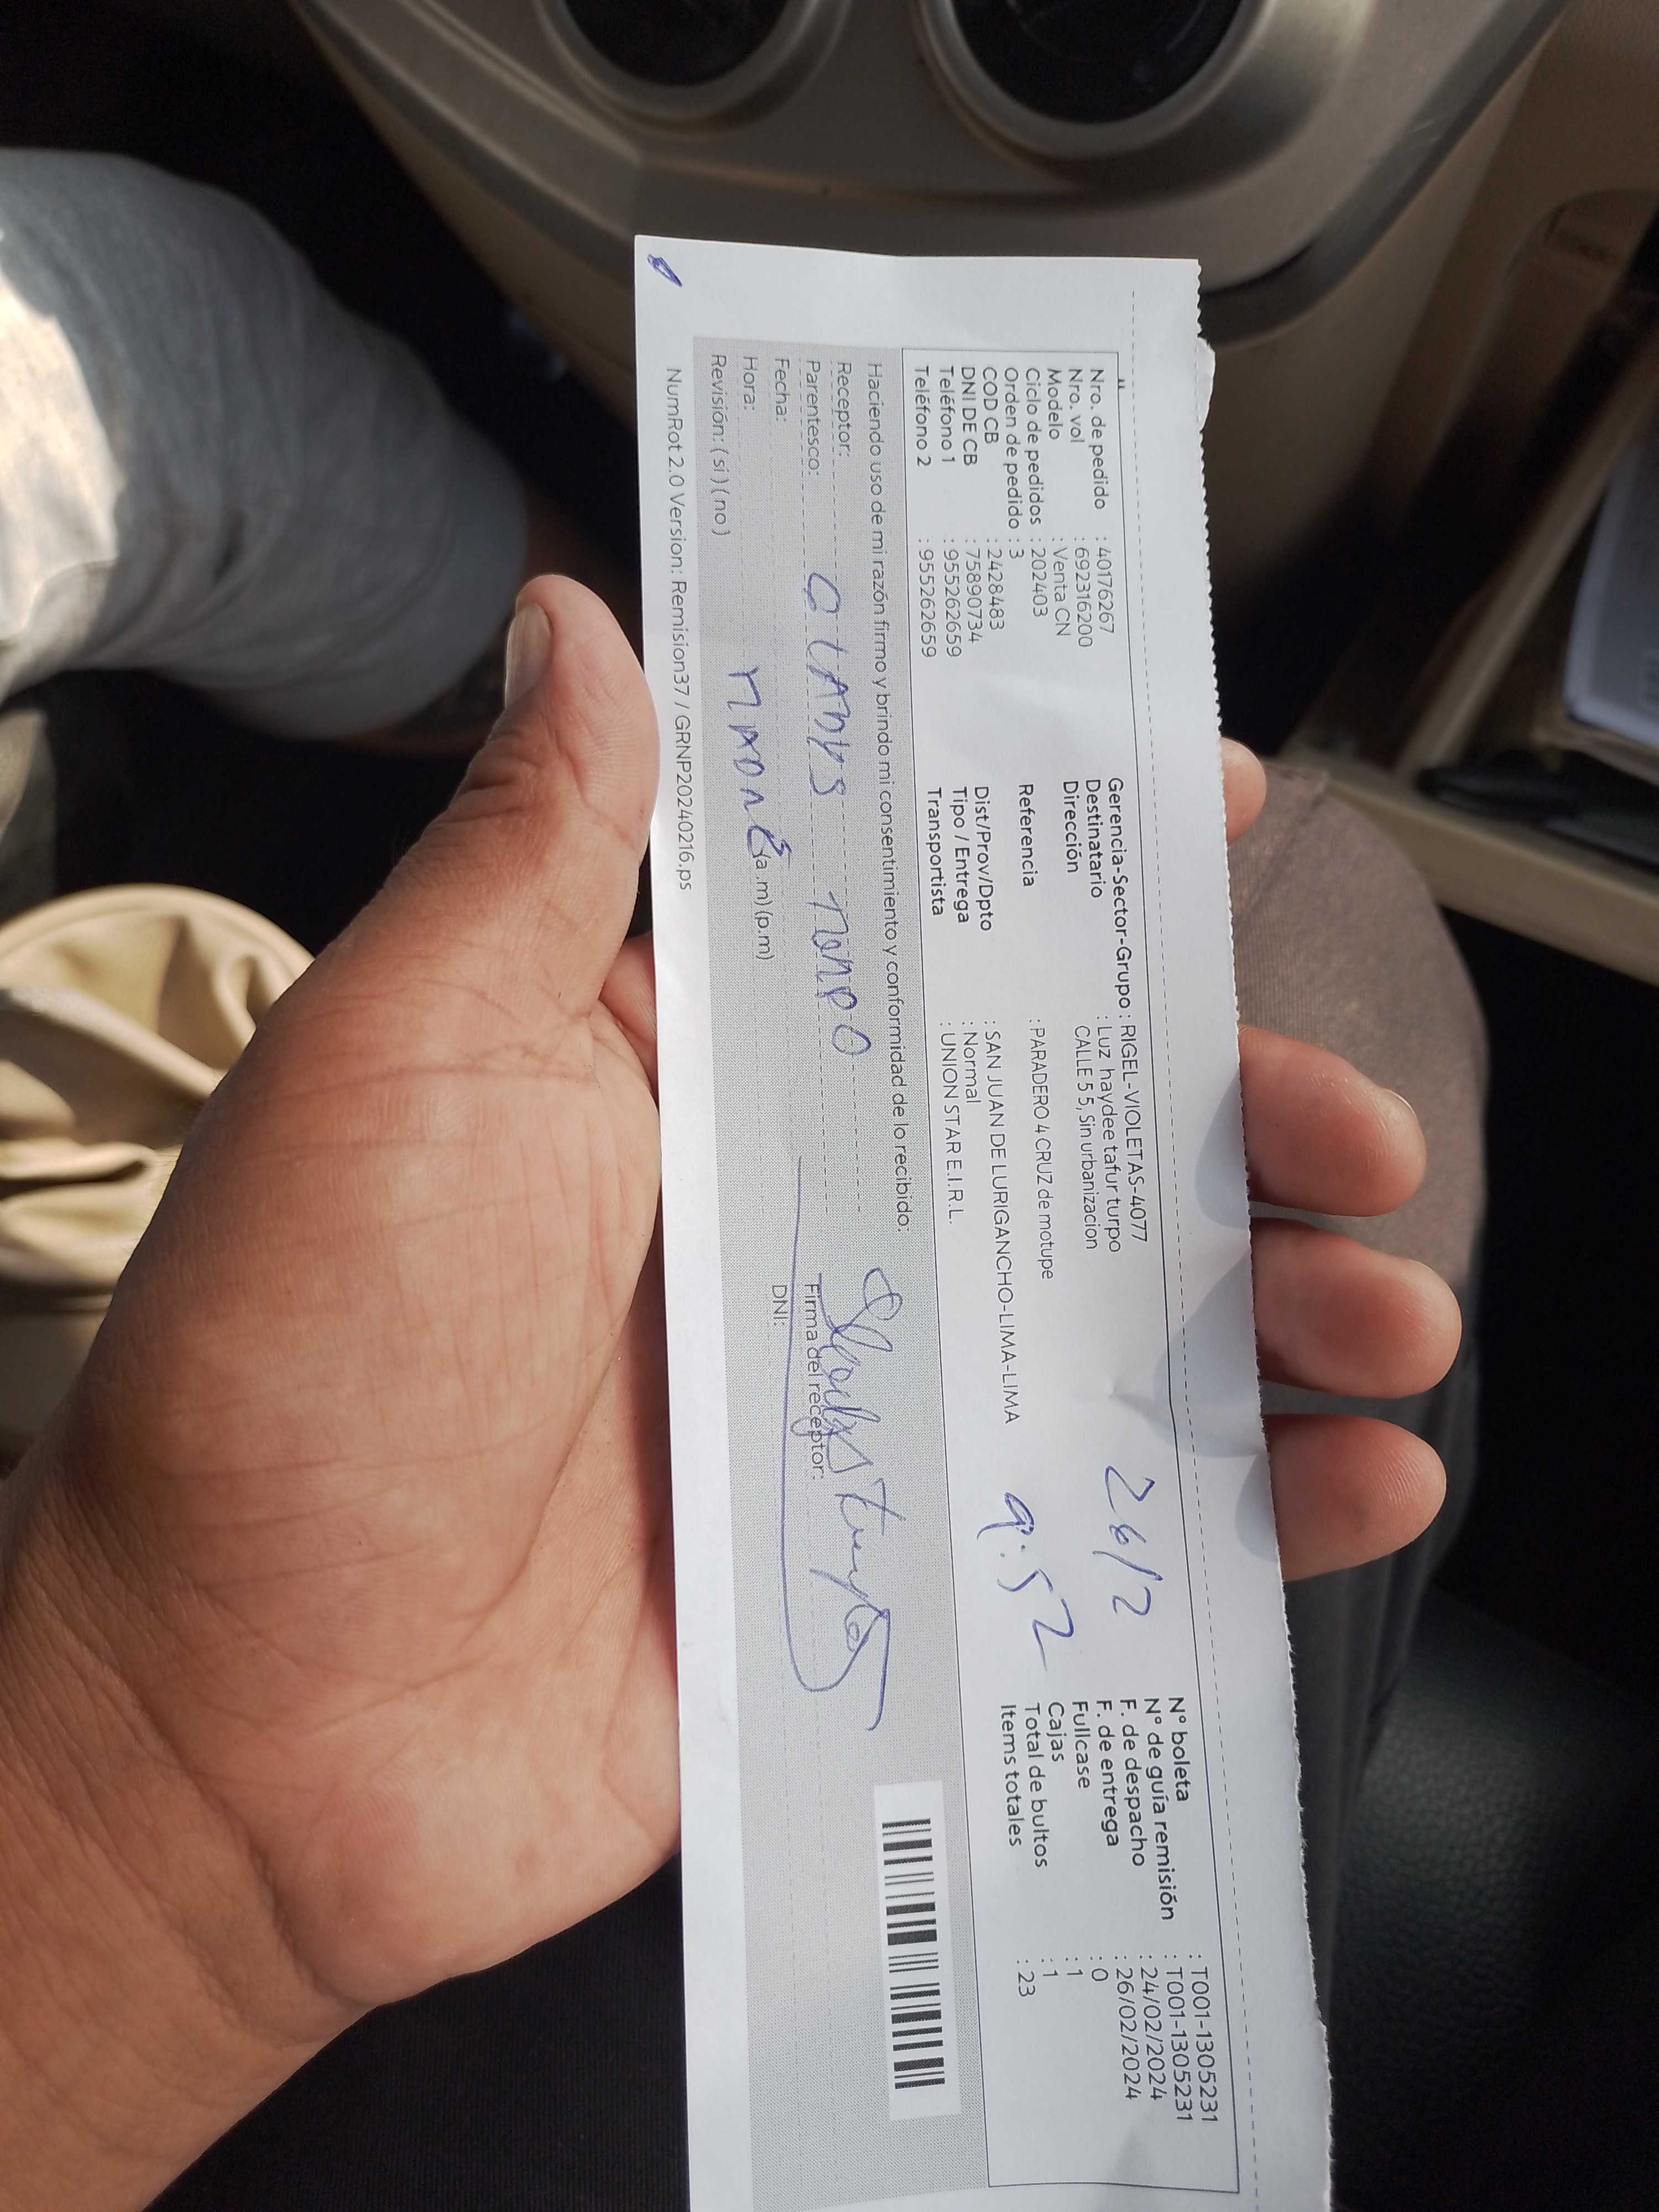 Nro. de pedido : 40176267
Nro. vol : 692316200
Modelo : Venta CN
Ciclo de pedidos : 202403
Orden de pedido : 3
COD CB : 2428483
DNI DE CB : 75890734
Teléfono 1 : 955262659
Teléfono 2 : 955262659
Gerencia-Sector-Grupo : RIGEL-VIOLETAS-4077
Destinatario : Luz haydee tafur turpo
Dirección CALLE 5 5, Sin urbanizacion
Referencia : PARADERO 4 CRUZ de motupe
Dist/Prov/Dpto : SAN JUAN DE LURIGANCHO-LIMA-LIMA
Tipo / Entrega : Normal
Transportista : UNION STAR E.I.R.L.
26/2
9:52
N° boleta : T001-1305231
N° de guía remisión : T001-1305231
F. de despacho : 24/02/2024
F. de entrega : 26/02/2024
Fullcase : 0
Cajas : 1
Total de bultos : 1
Items totales : 23
Haciendo uso de mi razón firmo y brindo mi consentimiento y conformidad de lo recibido:
Receptor:
Parentesco:
Fecha:
Hora: (a.m)(p.m)
Revisión: (si)(no)
Firma del receptor:
DNI:
NumRot 2.0 Version: Remision37 / GRNP20240216.ps